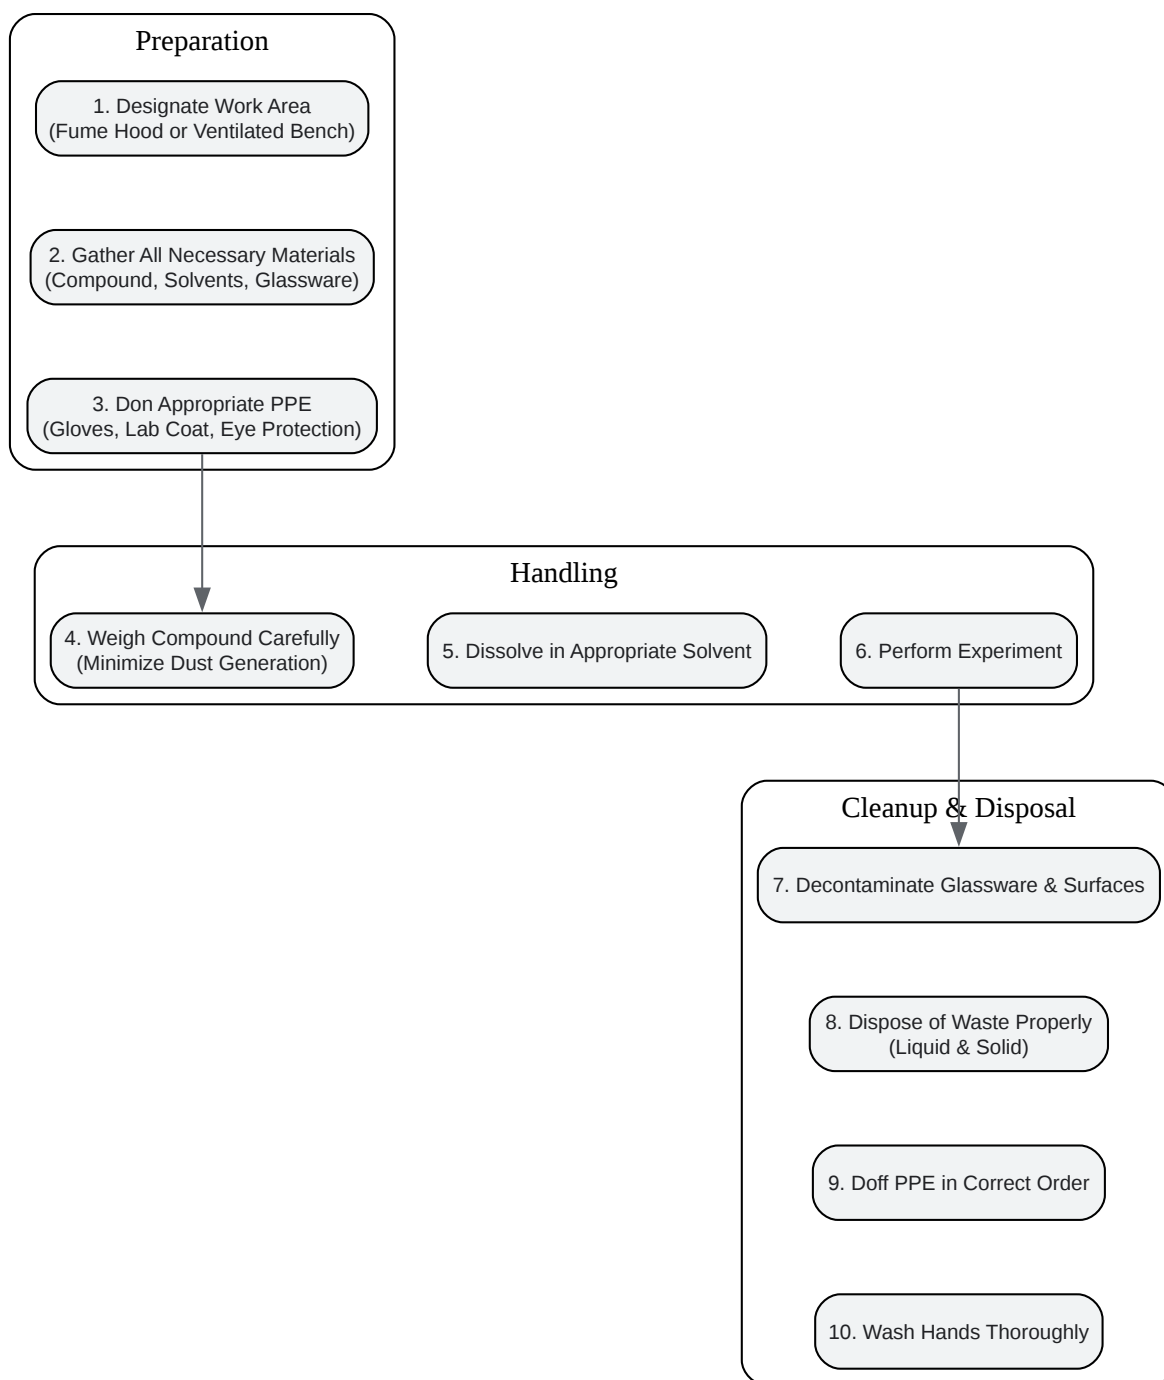 Preparation
1. Designate Work Area
(Fume Hood or Ventilated Bench)
2. Gather All Necessary Materials
(Compound, Solvents, Glassware)
3. Don Appropriate PPE
(Gloves, Lab Coat, Eye Protection)
Handling
4. Weigh Compound Carefully
(Minimize Dust Generation)
5. Dissolve in Appropriate Solvent
6. Perform Experiment
Cleanup & Disposal
7. Decontaminate Glassware & Surfaces
8. Dispose of Waste Properly
(Liquid & Solid)
9. Doff PPE in Correct Order
10. Wash Hands Thoroughly